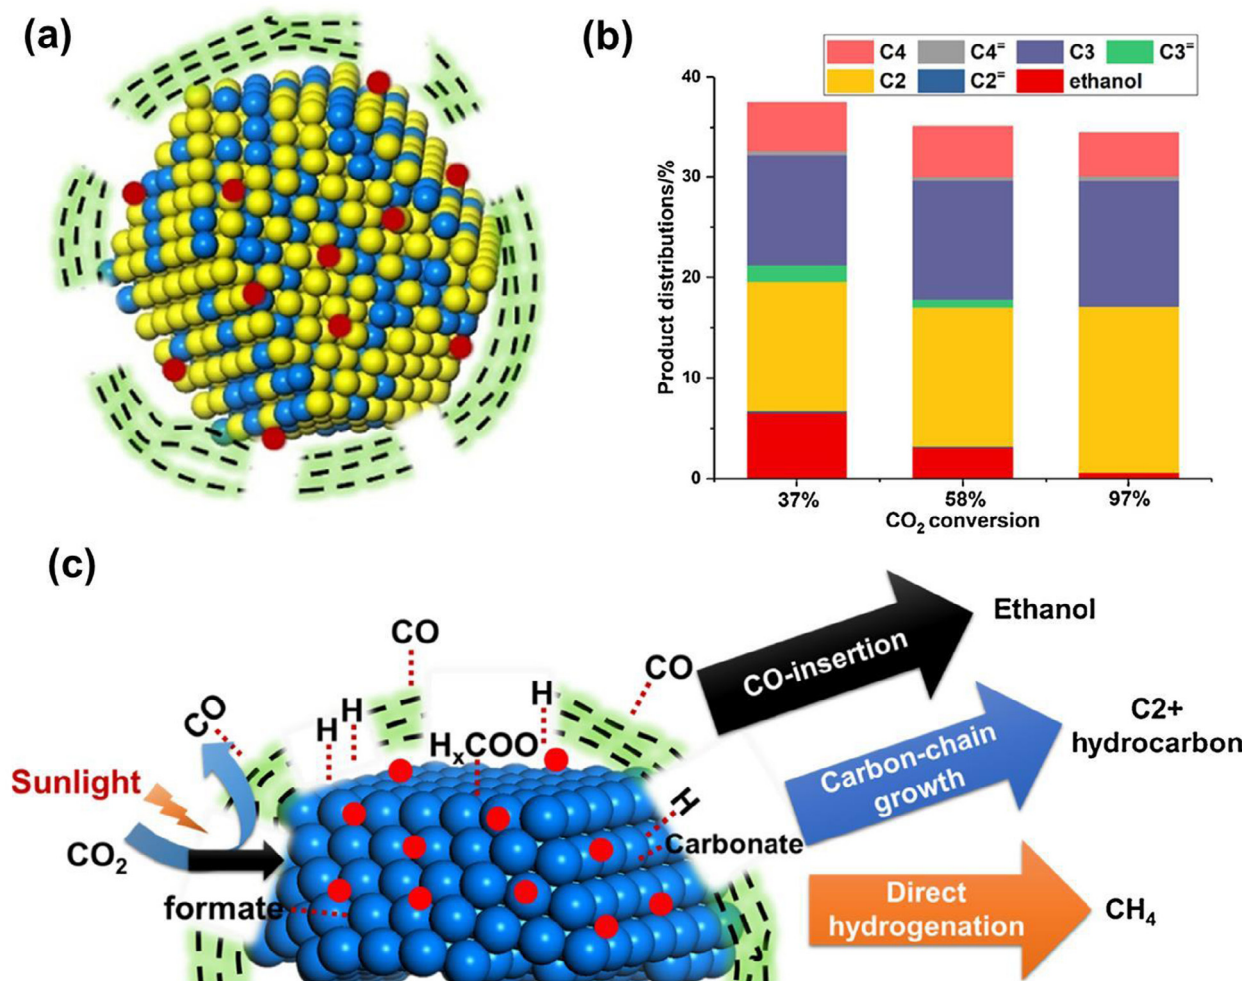 (a)
(b)
C4 C4⁼ C3 C3⁼
C2 C2⁼ ethanol
Product distributions/%
40
30
20
10
0
37% 58% 97%
CO₂ conversion
(c)
CO
CO
CO
H
H
H
HₓCOO
H
Carbonate
Sunlight
CO₂
formate
CO-insertion
Ethanol
Carbon-chain
growth
C2+
hydrocarbon
Direct
hydrogenation
CH₄